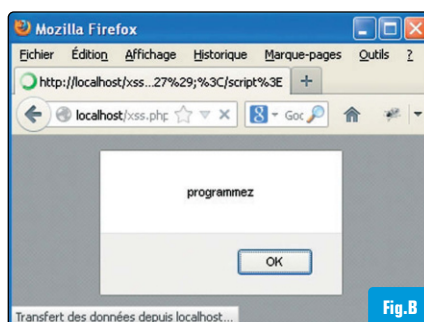 Mozilla Firefox
Fichier Édition Affichage Historique Marque-pages Outils ?
http://localhost/xss...27%29;%3C/script%3E +
localhost/xss.php Goo
programmez
OK
Transfert des données depuis localhost...
Fig.B